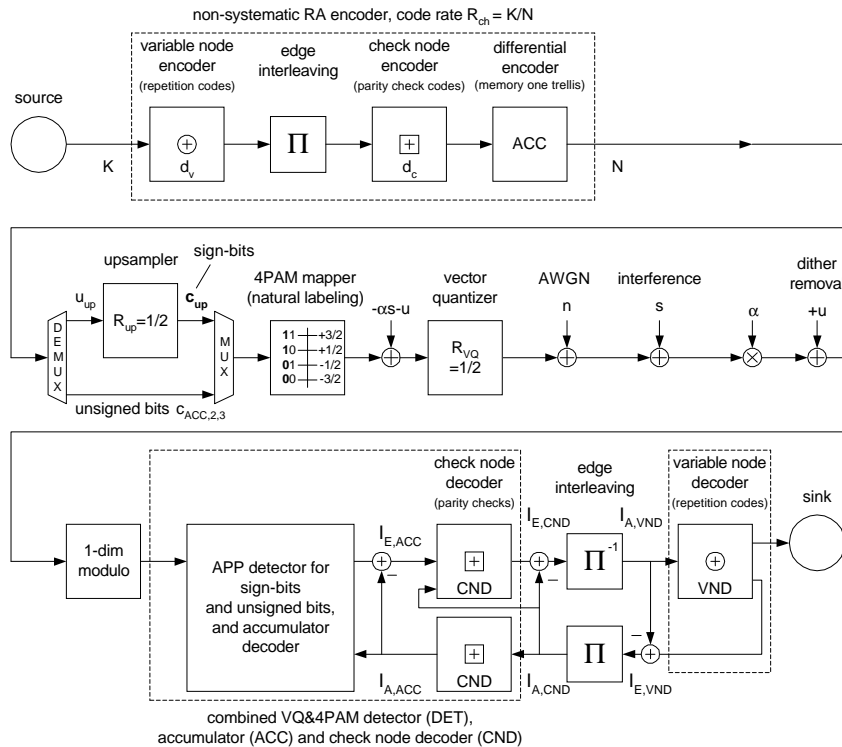 non-systematic RA encoder, code rate R_ch = K/N
variable node
encoder
(repetition codes)
edge
interleaving
check node
encoder
(parity check codes)
differential
encoder
(memory one trellis)
source
K
d_v
Π
d_c
ACC
N
sign-bits
upsampler
u_up
c_up
R_up=1/2
DEMUX
MUX
unsigned bits c_ACC,2,3
4PAM mapper
(natural labeling)
11 +3/2
10 +1/2
01 -1/2
00 -3/2
-αs-u
vector
quantizer
R_VQ
=1/2
AWGN
n
interference
s
α
dither
removal
+u
1-dim
modulo
APP detector for
sign-bits
and unsigned bits,
and accumulator
decoder
I_E,ACC
I_A,ACC
check node
decoder
(parity checks)
CND
CND
I_E,CND
I_A,CND
edge
interleaving
Π^-1
Π
I_A,VND
I_E,VND
variable node
decoder
(repetition codes)
VND
sink
combined VQ&4PAM detector (DET),
accumulator (ACC) and check node decoder (CND)